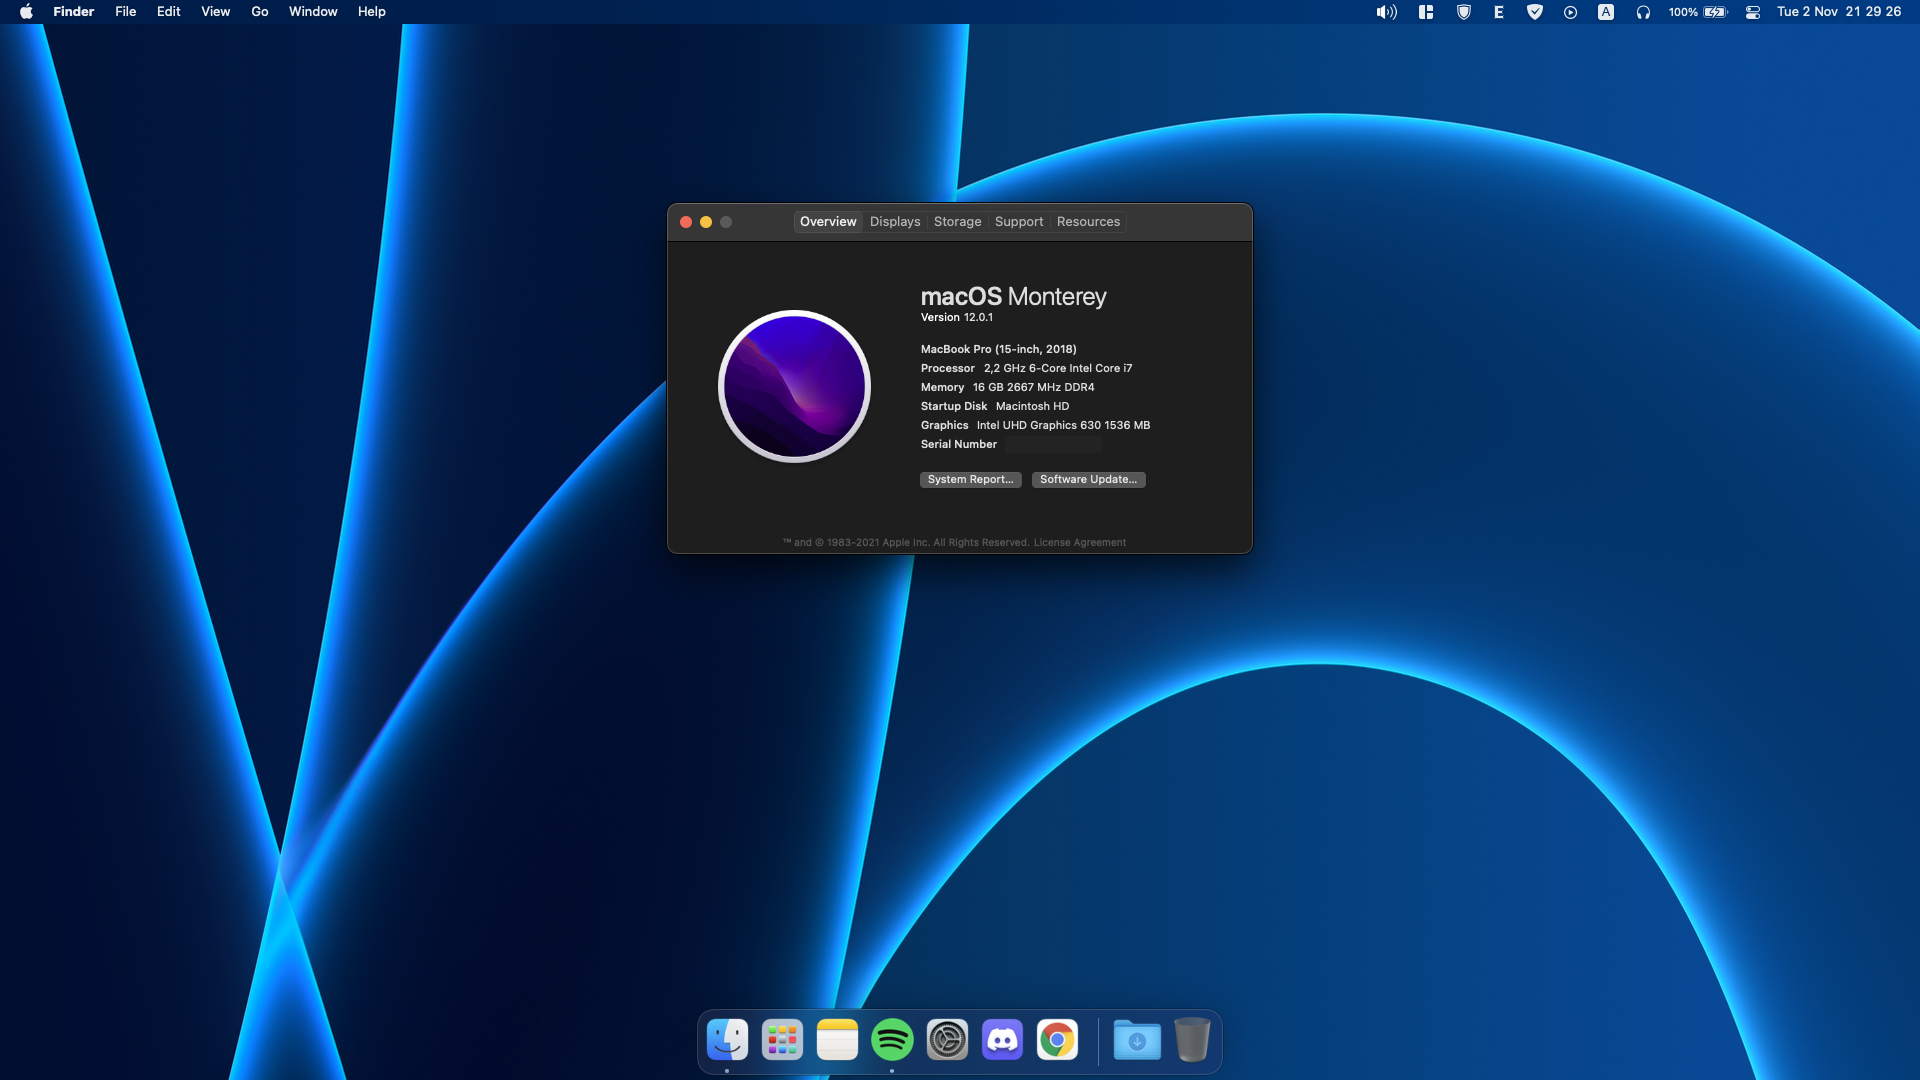 Finder File Edit View Go Window Help E A 100% Tue 2 Nov 21 29 26
Overview Displays Storage Support Resources
macOS Monterey
Version 12.0.1
MacBook Pro (15-inch, 2018)
Processor 2,2 GHz 6-Core Intel Core i7
Memory 16 GB 2667 MHz DDR4
Startup Disk Macintosh HD
Graphics Intel UHD Graphics 630 1536 MB
Serial Number
System Report... Software Update...
™ and © 1983-2021 Apple Inc. All Rights Reserved. License Agreement